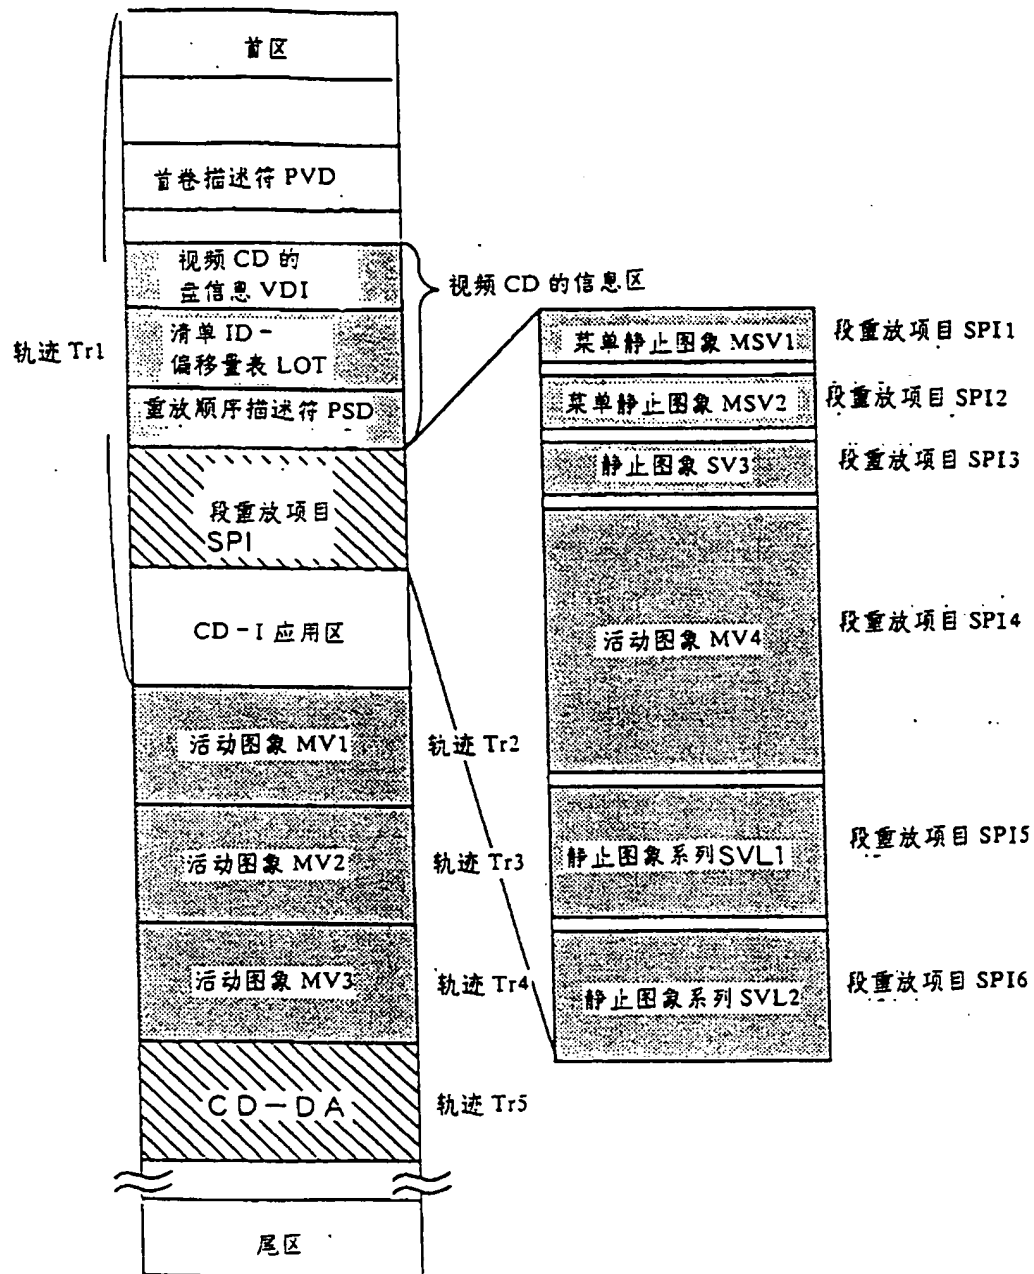 首区
首卷描述符 PVD
视频 CD 的
盘信息 VDI
视频 CD 的信息区
轨迹 Tr1
清单 ID-
偏移量表 LOT
重放顺序描述符 PSD
段重放项目
SPI
CD-I 应用区
活动图象 MV1
轨迹 Tr2
活动图象 MV2
轨迹 Tr3
活动图象 MV3
轨迹 Tr4
CD-DA
轨迹 Tr5
尾区
菜单静止图象 MSV1
段重放项目 SPI1
菜单静止图象 MSV2
段重放项目 SPI2
静止图象 SV3
段重放项目 SPI3
活动图象 MV4
段重放项目 SPI4
静止图象系列 SVL1
段重放项目 SPI5
静止图象系列 SVL2
段重放项目 SPI6